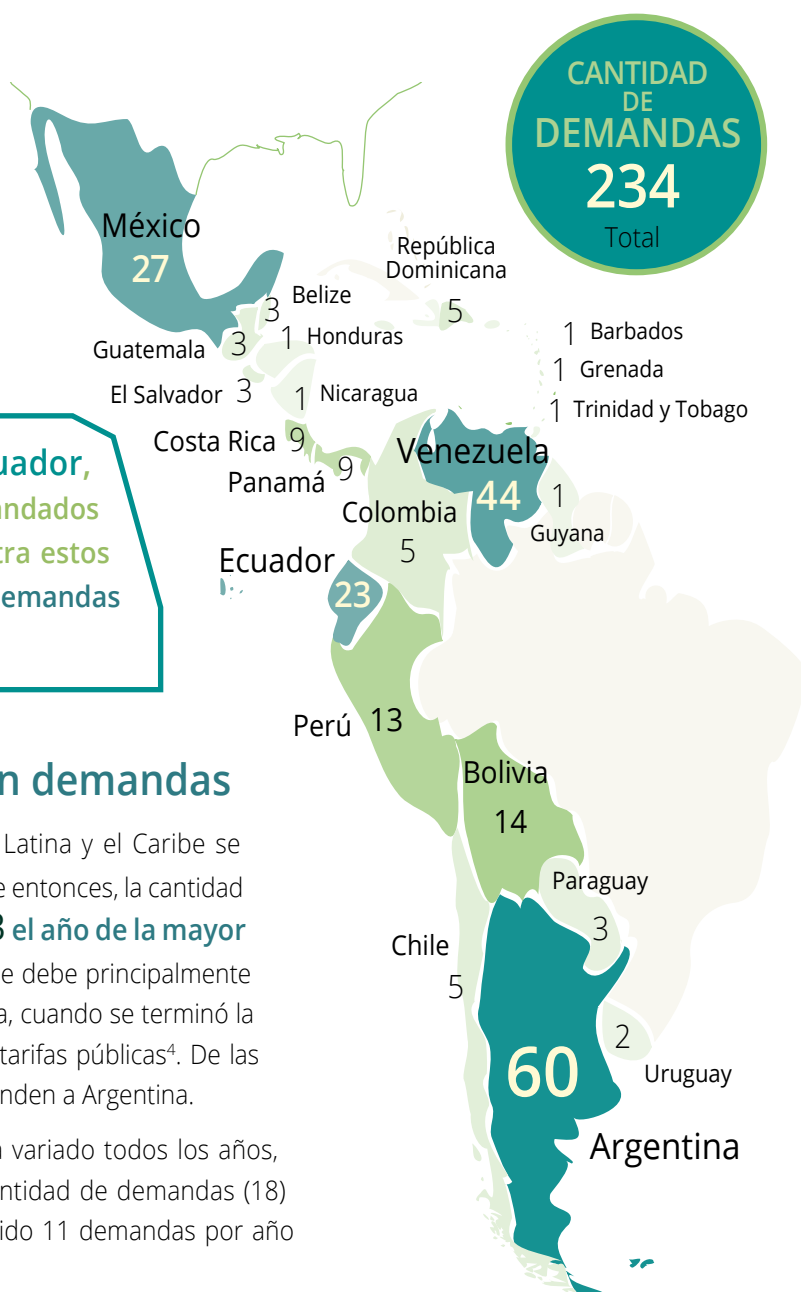 CANTIDAD
DE
DEMANDAS
234
Total
México
27
República
Dominicana
5
Belize
3
Guatemala 3
1 Honduras
El Salvador 3
1 Nicaragua
Costa Rica 9
Panamá 9
1 Barbados
1 Grenada
1 Trinidad y Tobago
Venezuela
44
1
Guyana
Colombia
5
Ecuador
23
Perú 13
Bolivia
14
Paraguay
3
Chile
5
60
Argentina
2
Uruguay
uador,
andados
tra estos
demandas
n demandas
Latina y el Caribe se
e entonces, la cantidad
3 el año de la mayor
e debe principalmente
a, cuando se terminó la
tarifas públicas⁴. De las
nden a Argentina.
variado todos los años,
ntidad de demandas (18)
ido 11 demandas por año